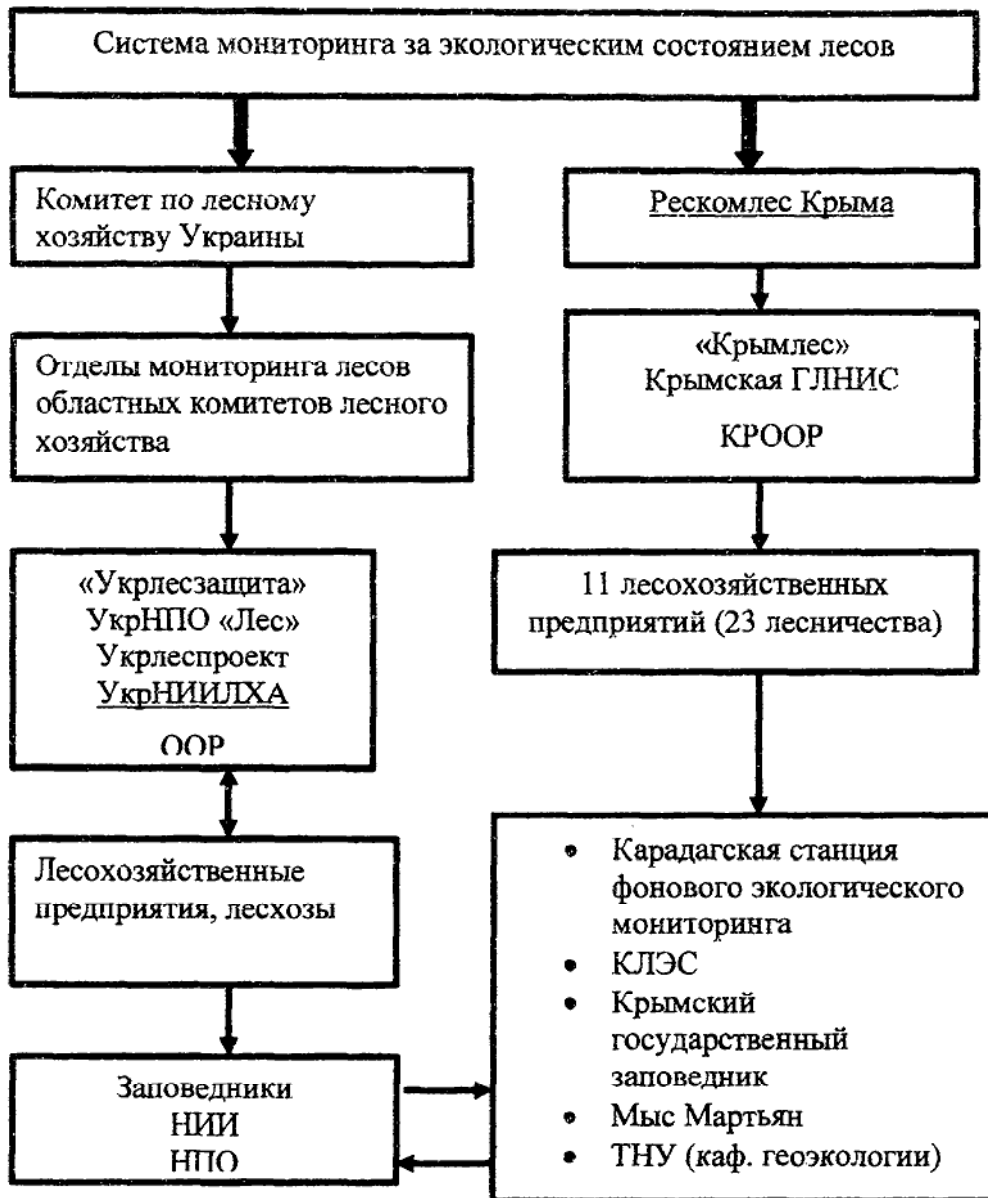 Система мониторинга за экологическим состоянием лесов
Комитет по лесному
хозяйству Украины
Рескомлес Крыма
Отделы мониторинга лесов
областных комитетов лесного
хозяйства
«Крымлес»
Крымская ГЛНИС
КРООР
«Укрлесзащита»
УкрНПО «Лес»
Укрлеспроект
УкрНИИЛХА
ООР
11 лесохозяйственных
предприятий (23 лесничества)
Лесохозяйственные
предприятия, лесхозы
• Карадагская станция
фонового экологического
мониторинга
• КЛЭС
• Крымский
государственный
заповедник
• Мыс Мартьян
• ТНУ (каф. геоэкологии)
Заповедники
НИИ
НПО